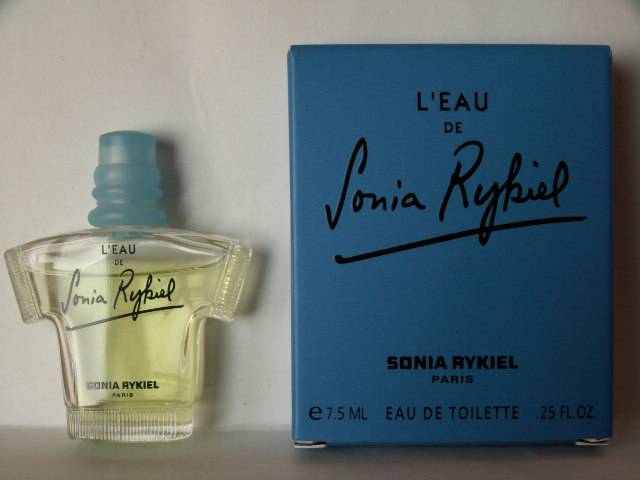 L'EAU
DE
Sonia Rykiel
SONIA RYKIEL
PARIS
L'EAU
DE
Sonia Rykiel
SONIA RYKIEL
PARIS
e 7.5 ML EAU DE TOILETTE .25 FL.OZ.